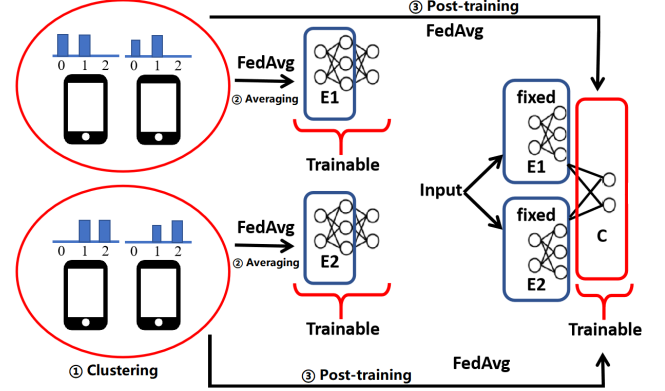 ③ Post-training
FedAvg
0 1 2
0 1 2
FedAvg
② Averaging
E1
Trainable
fixed
E1
Input
fixed
E2
C
Trainable
0 1 2
0 1 2
FedAvg
② Averaging
E2
Trainable
① Clustering
③ Post-training
FedAvg